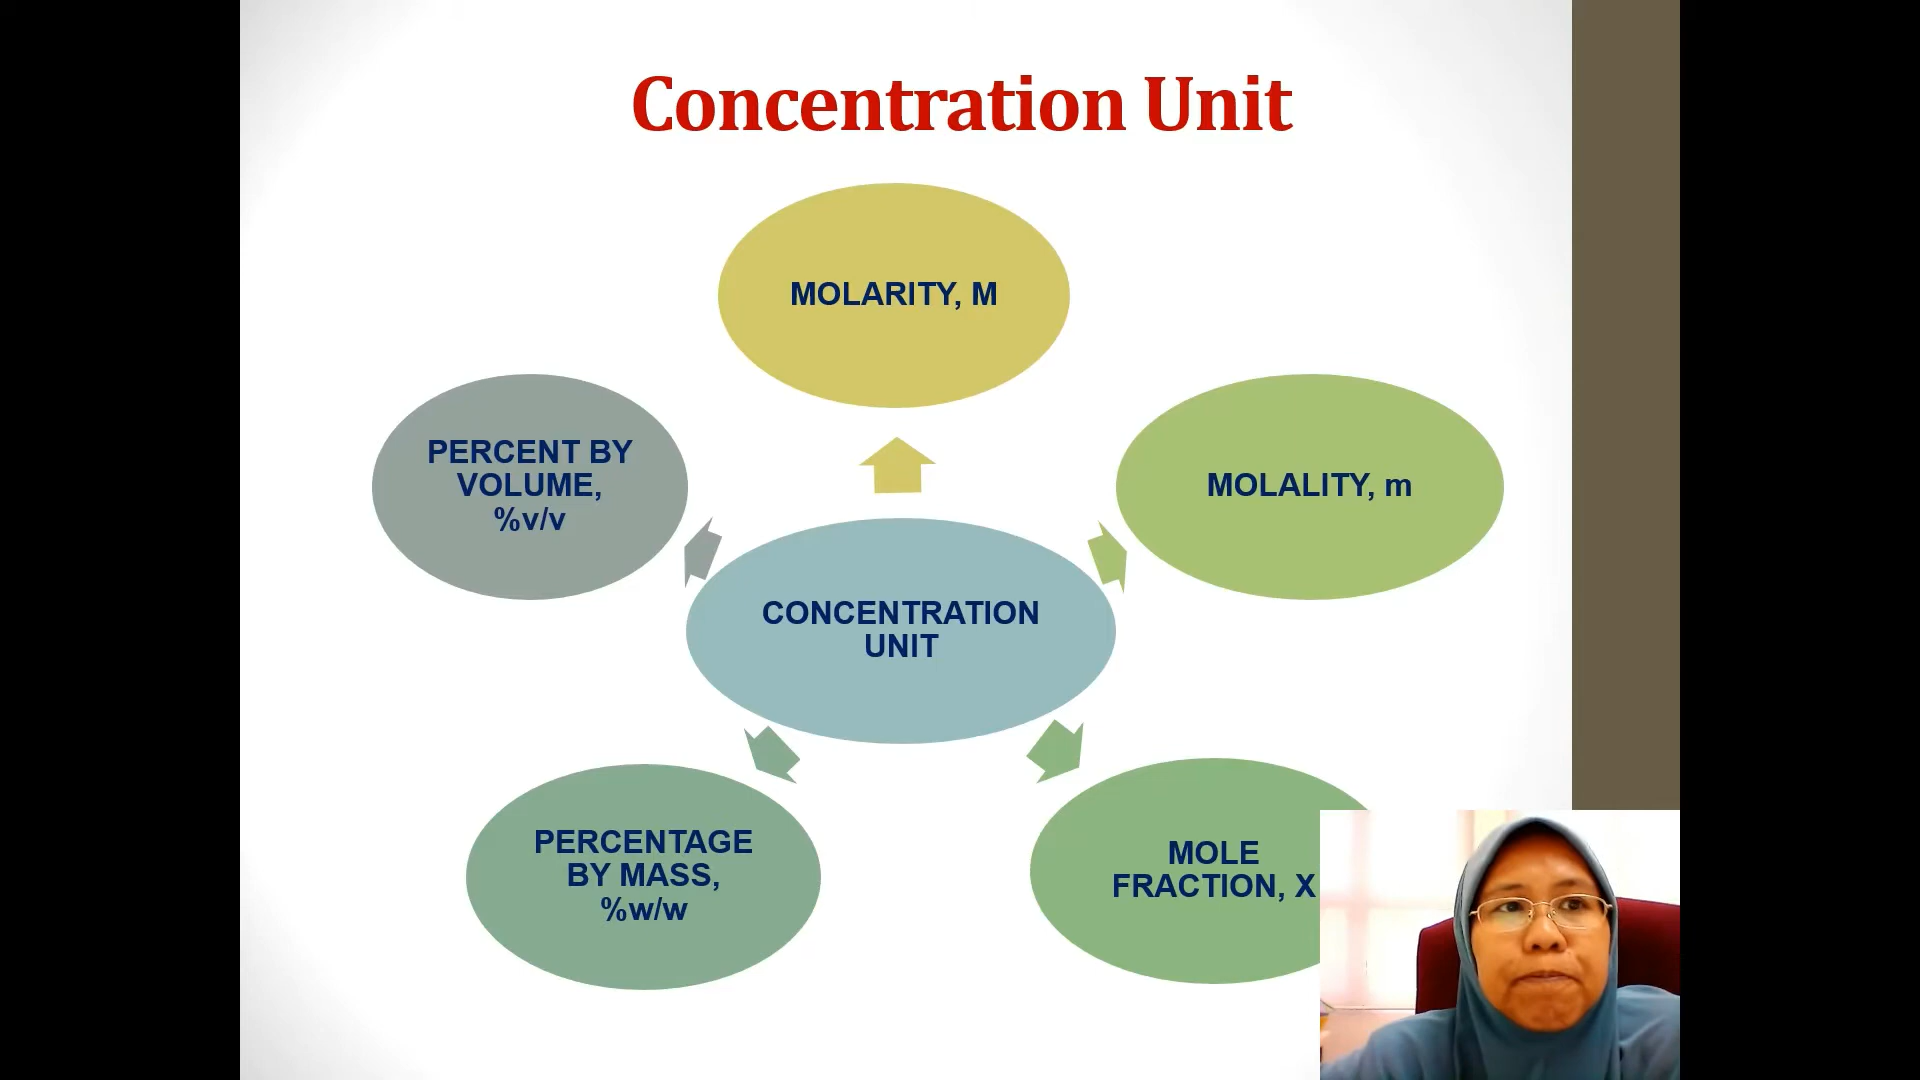 Concentration Unit
MOLARITY, M
PERCENT BY
VOLUME,
%v/v
MOLALITY, m
CONCENTRATION
UNIT
PERCENTAGE
BY MASS,
%w/w
MOLE
FRACTION, X